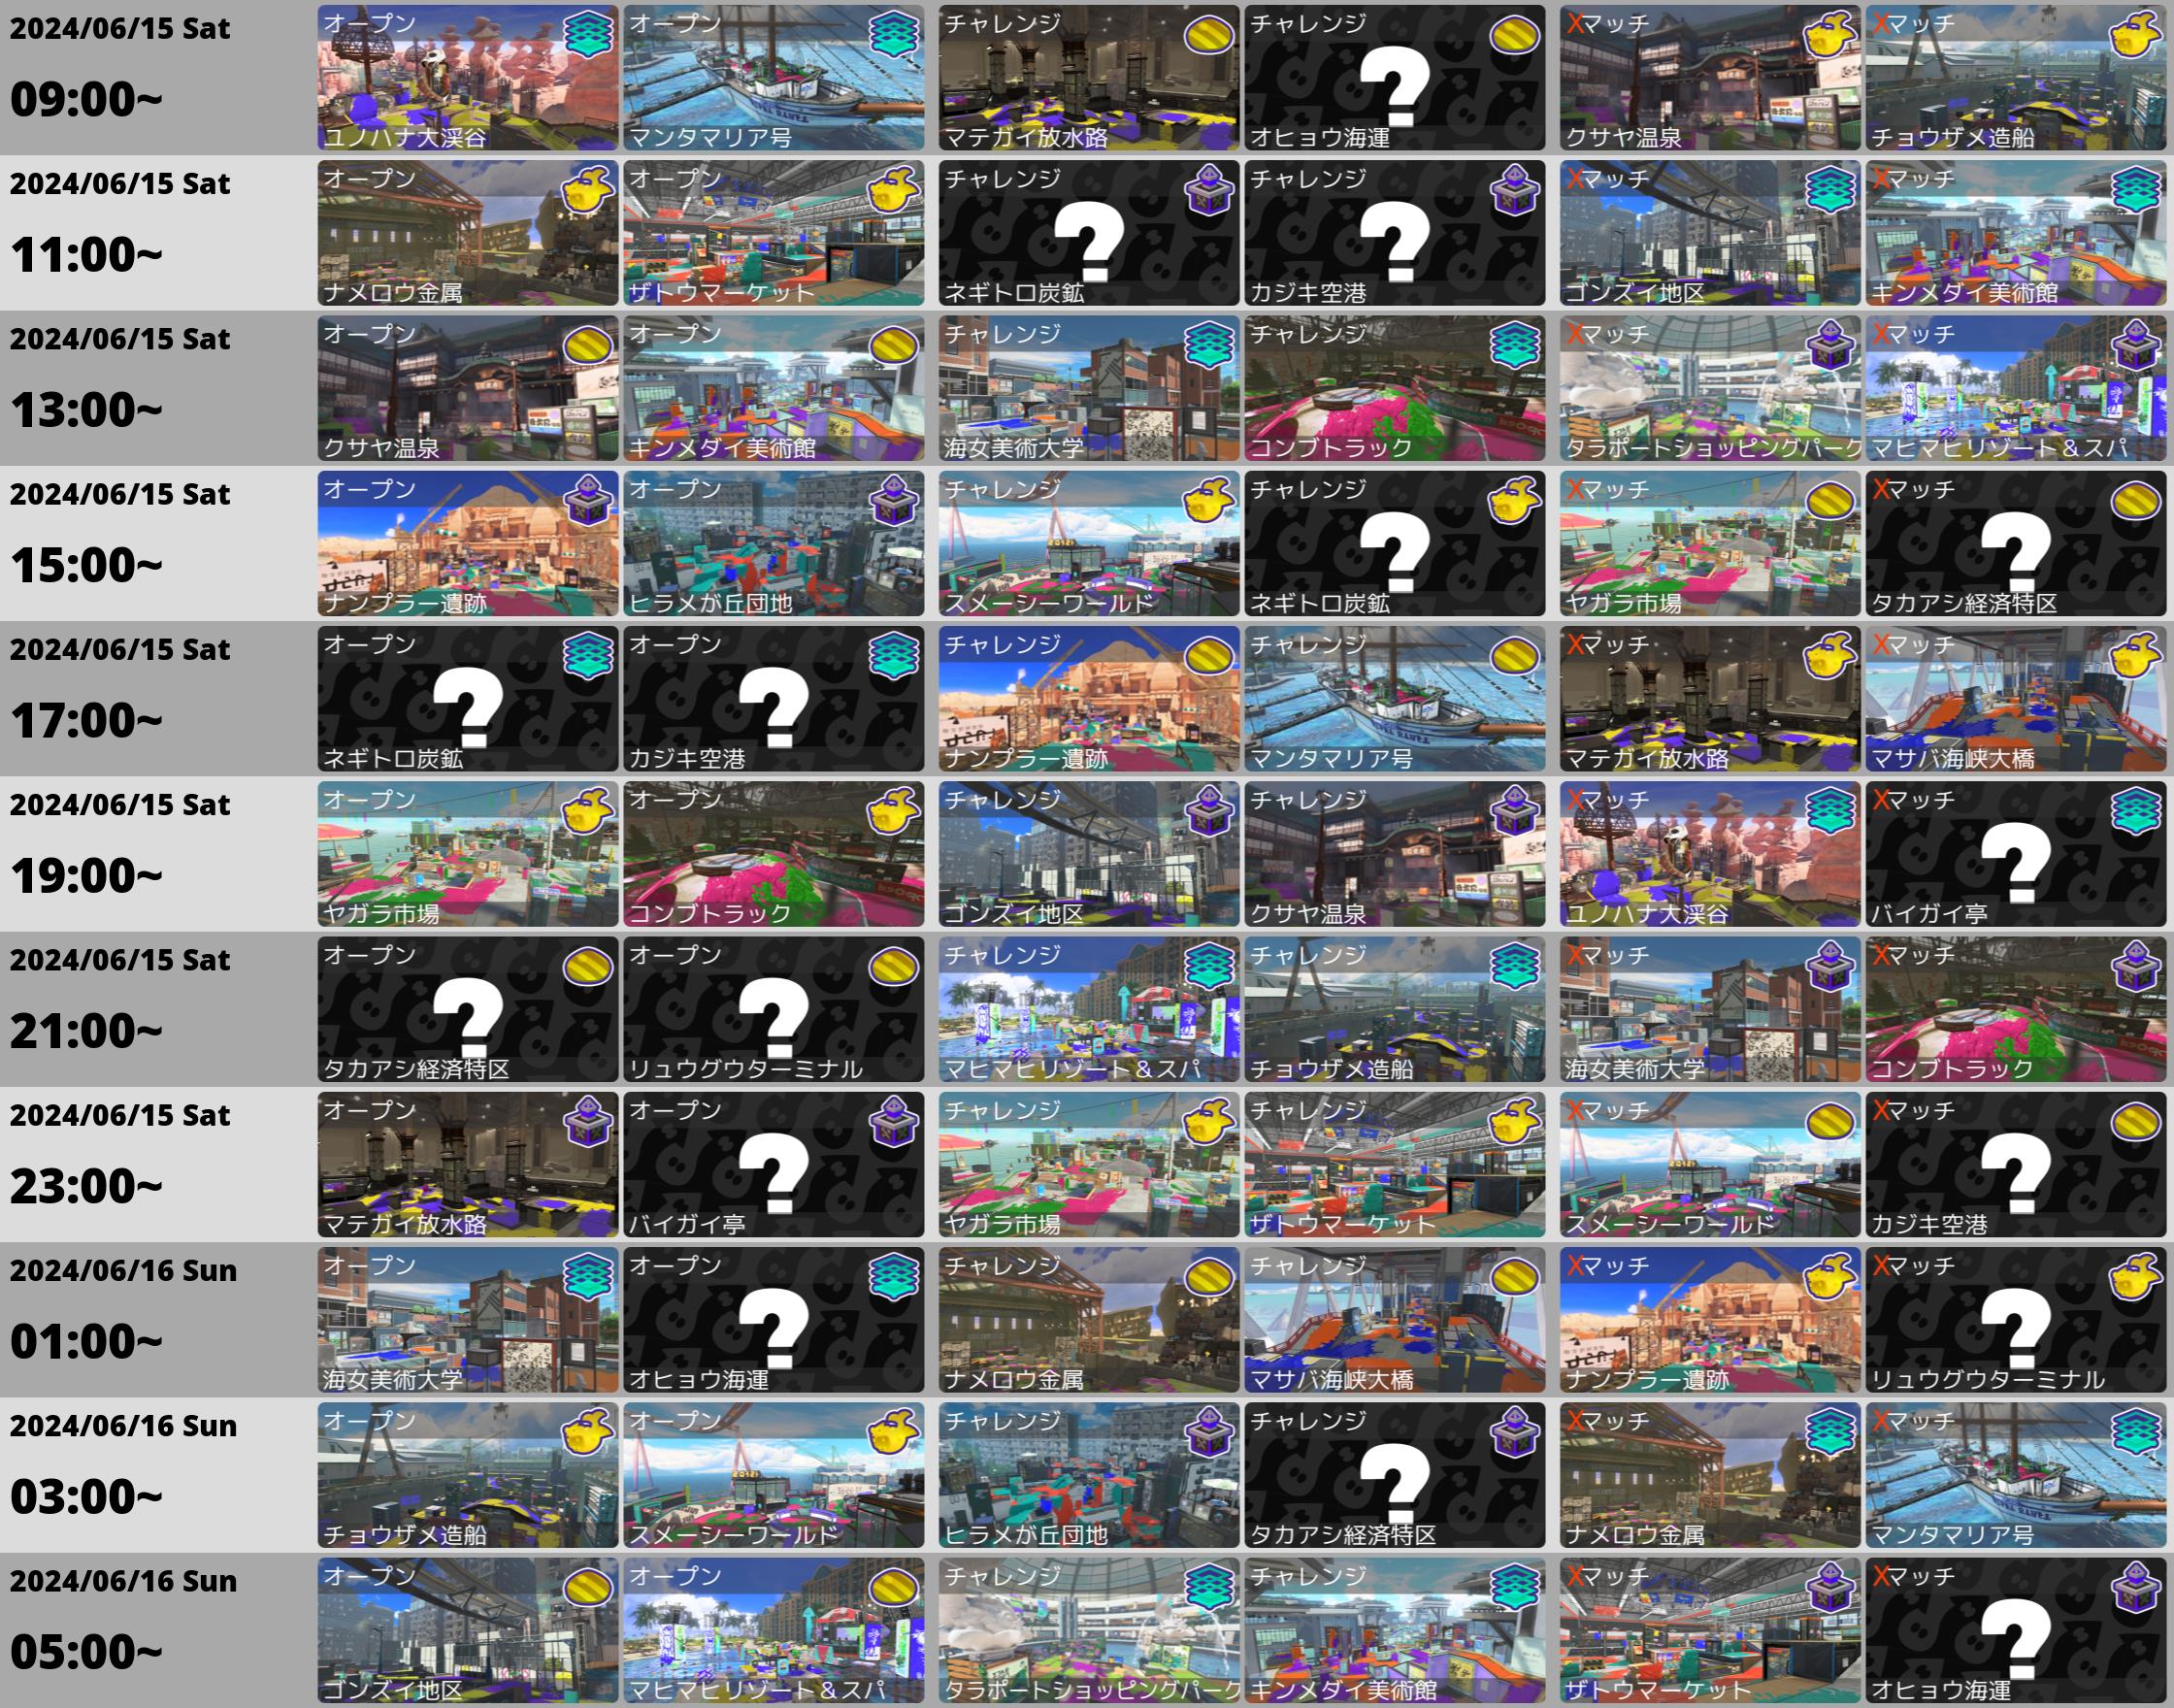 2024/06/15 Sat
09:00~
オープン
ユノハナ大渓谷
オープン
マンタマリア号
チャレンジ
マテガイ放水路
チャレンジ
?
オヒョウ海運
Xマッチ
クサヤ温泉
Xマッチ
チョウザメ造船
2024/06/15 Sat
11:00~
オープン
ナメロウ金属
オープン
ザトウマーケット
チャレンジ
?
ネギトロ炭鉱
チャレンジ
?
カジキ空港
Xマッチ
ゴンズイ地区
Xマッチ
キンメダイ美術館
2024/06/15 Sat
13:00~
オープン
クサヤ温泉
オープン
キンメダイ美術館
チャレンジ
海女美術大学
チャレンジ
コンブトラック
Xマッチ
タラポートショッピングパーク
Xマッチ
マヒマヒリゾート＆スパ
2024/06/15 Sat
15:00~
オープン
ナンプラー遺跡
オープン
ヒラメが丘団地
チャレンジ
スメーシーワールド
チャレンジ
?
ネギトロ炭鉱
Xマッチ
ヤガラ市場
Xマッチ
?
タカアシ経済特区
2024/06/15 Sat
17:00~
オープン
?
ネギトロ炭鉱
オープン
?
カジキ空港
チャレンジ
ナンプラー遺跡
チャレンジ
マンタマリア号
Xマッチ
マテガイ放水路
Xマッチ
マサバ海峡大橋
2024/06/15 Sat
19:00~
オープン
ヤガラ市場
オープン
コンブトラック
チャレンジ
ゴンズイ地区
チャレンジ
クサヤ温泉
Xマッチ
ユノハナ大渓谷
Xマッチ
?
バイガイ亭
2024/06/15 Sat
21:00~
オープン
?
タカアシ経済特区
オープン
?
リュウグウターミナル
チャレンジ
マヒマヒリゾート＆スパ
チャレンジ
チョウザメ造船
Xマッチ
海女美術大学
Xマッチ
コンブトラック
2024/06/15 Sat
23:00~
オープン
マテガイ放水路
オープン
?
バイガイ亭
チャレンジ
ヤガラ市場
チャレンジ
ザトウマーケット
Xマッチ
スメーシーワールド
Xマッチ
?
カジキ空港
2024/06/16 Sun
01:00~
オープン
海女美術大学
オープン
?
オヒョウ海運
チャレンジ
ナメロウ金属
チャレンジ
マサバ海峡大橋
Xマッチ
ナンプラー遺跡
Xマッチ
?
リュウグウターミナル
2024/06/16 Sun
03:00~
オープン
チョウザメ造船
オープン
スメーシーワールド
チャレンジ
ヒラメが丘団地
チャレンジ
?
タカアシ経済特区
Xマッチ
ナメロウ金属
Xマッチ
マンタマリア号
2024/06/16 Sun
05:00~
オープン
ゴンズイ地区
オープン
マヒマヒリゾート＆スパ
チャレンジ
タラポートショッピングパーク
チャレンジ
キンメダイ美術館
Xマッチ
ザトウマーケット
Xマッチ
?
オヒョウ海運